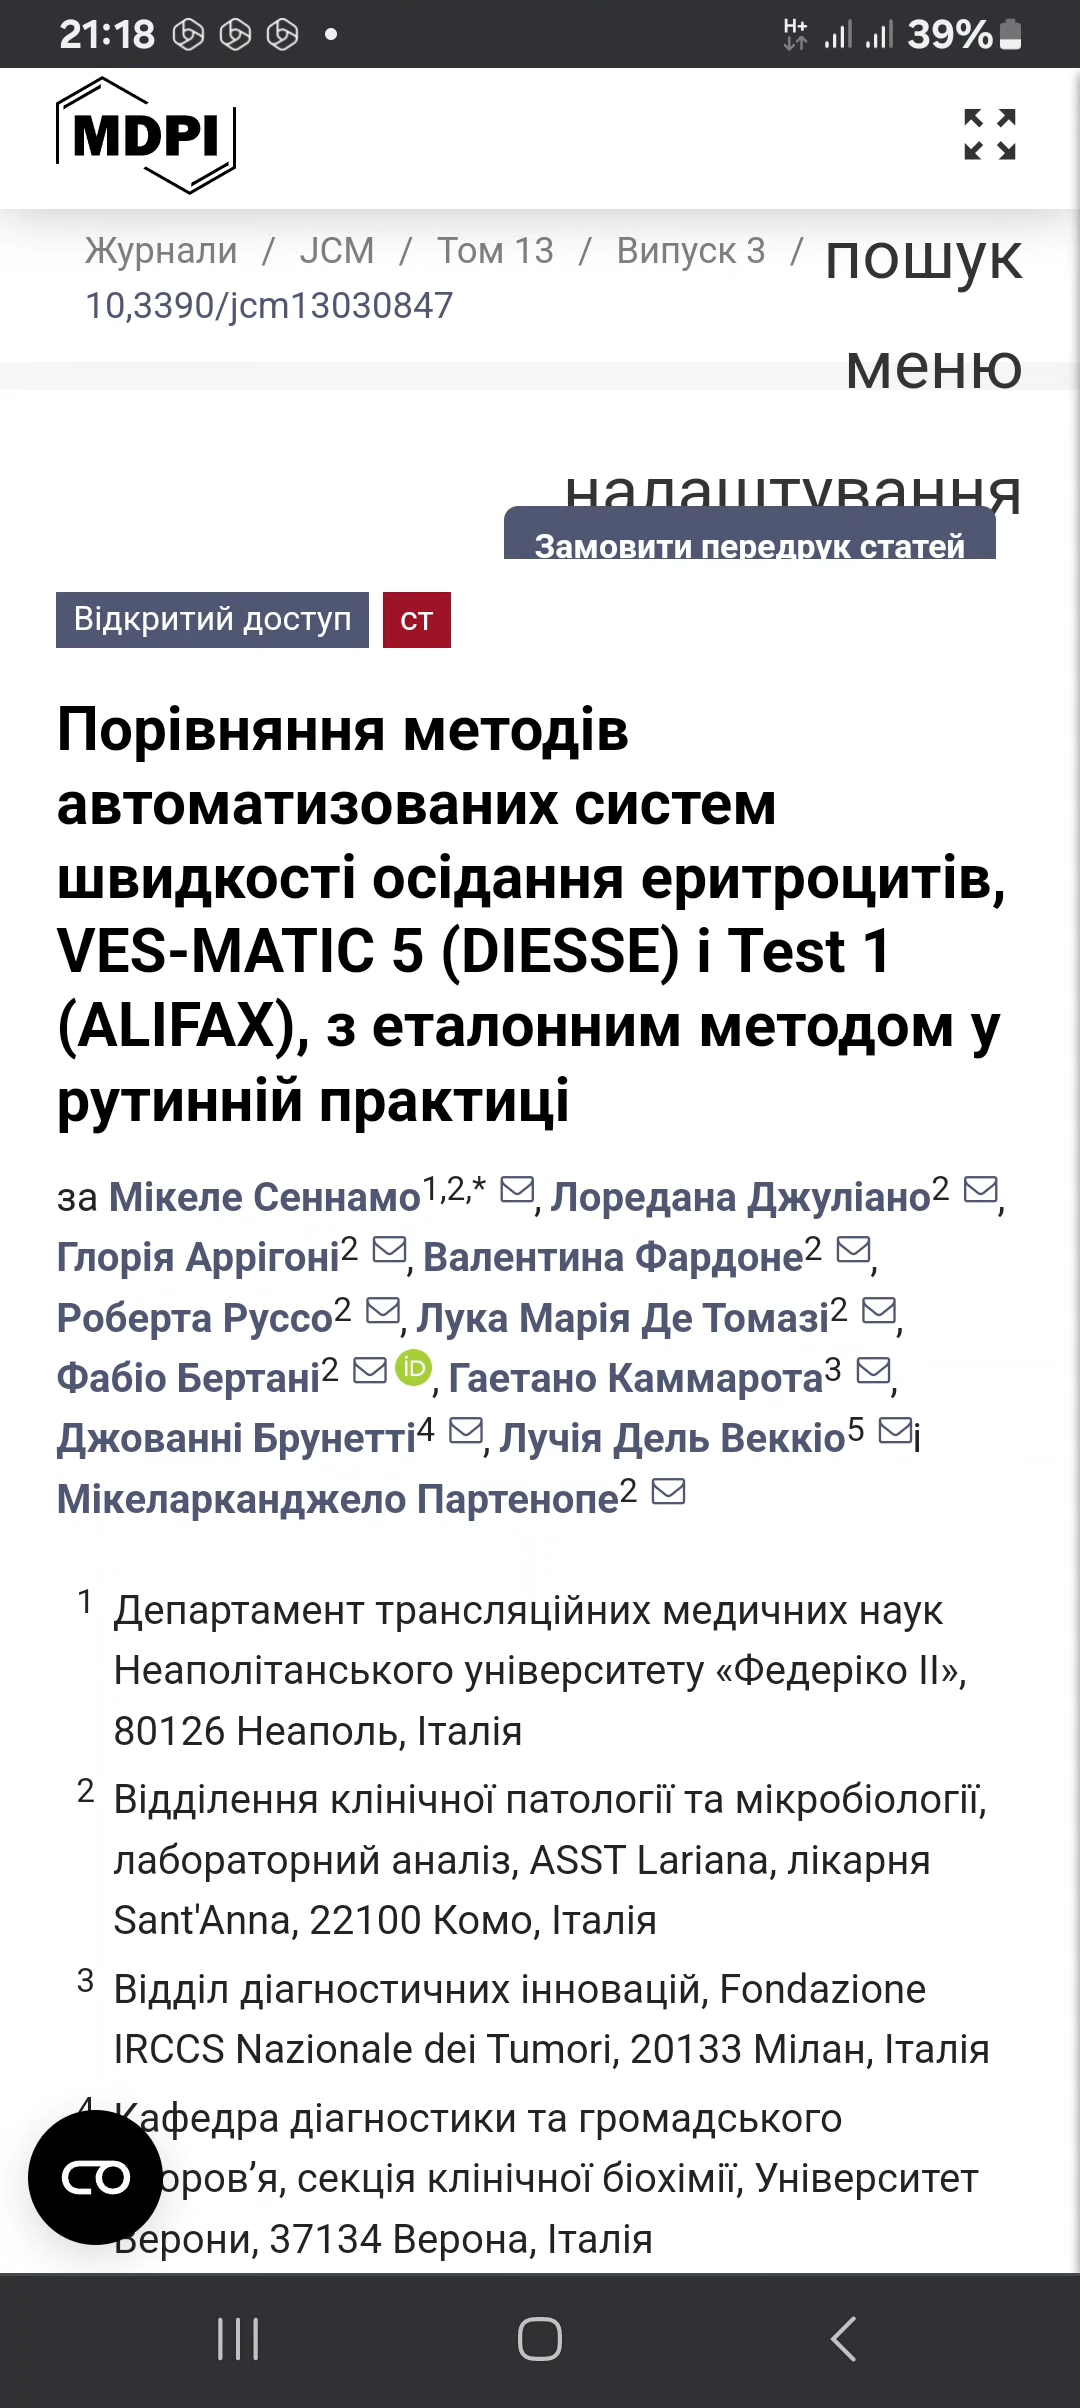 21:18 H+ 39%
MDPI
Журнали / JCM / Том 13 / Випуск 3 /
10,3390/jcm13030847
пошук
меню
налаштування
Замовити передрук статей
Відкритий доступ ст
Порівняння методів
автоматизованих систем
швидкості осідання еритроцитів,
VES-MATIC 5 (DIESSE) і Test 1
(ALIFAX), з еталонним методом у
рутинній практиці
за Мікеле Сеннамо1,2,* , Лоредана Джуліано2 ,
Глорія Аррігоні2 , Валентина Фардоне2 ,
Роберта Руссо2 , Лука Марія Де Томазі2 ,
Фабіо Бертані2 iD , Гаетано Каммарота3 ,
Джованні Брунетті4 , Лучія Дель Веккіо5 і
Мікеларканджело Партенопе2
1 Департамент трансляційних медичних наук
Неаполітанського університету «Федеріко II»,
80126 Неаполь, Італія
2 Відділення клінічної патології та мікробіології,
лабораторний аналіз, ASST Lariana, лікарня
Sant'Anna, 22100 Комо, Італія
3 Відділ діагностичних інновацій, Fondazione
IRCCS Nazionale dei Tumori, 20133 Мілан, Італія
4 Кафедра діагностики та громадського
оров’я, секція клінічної біохімії, Університет
Верони, 37134 Верона, Італія